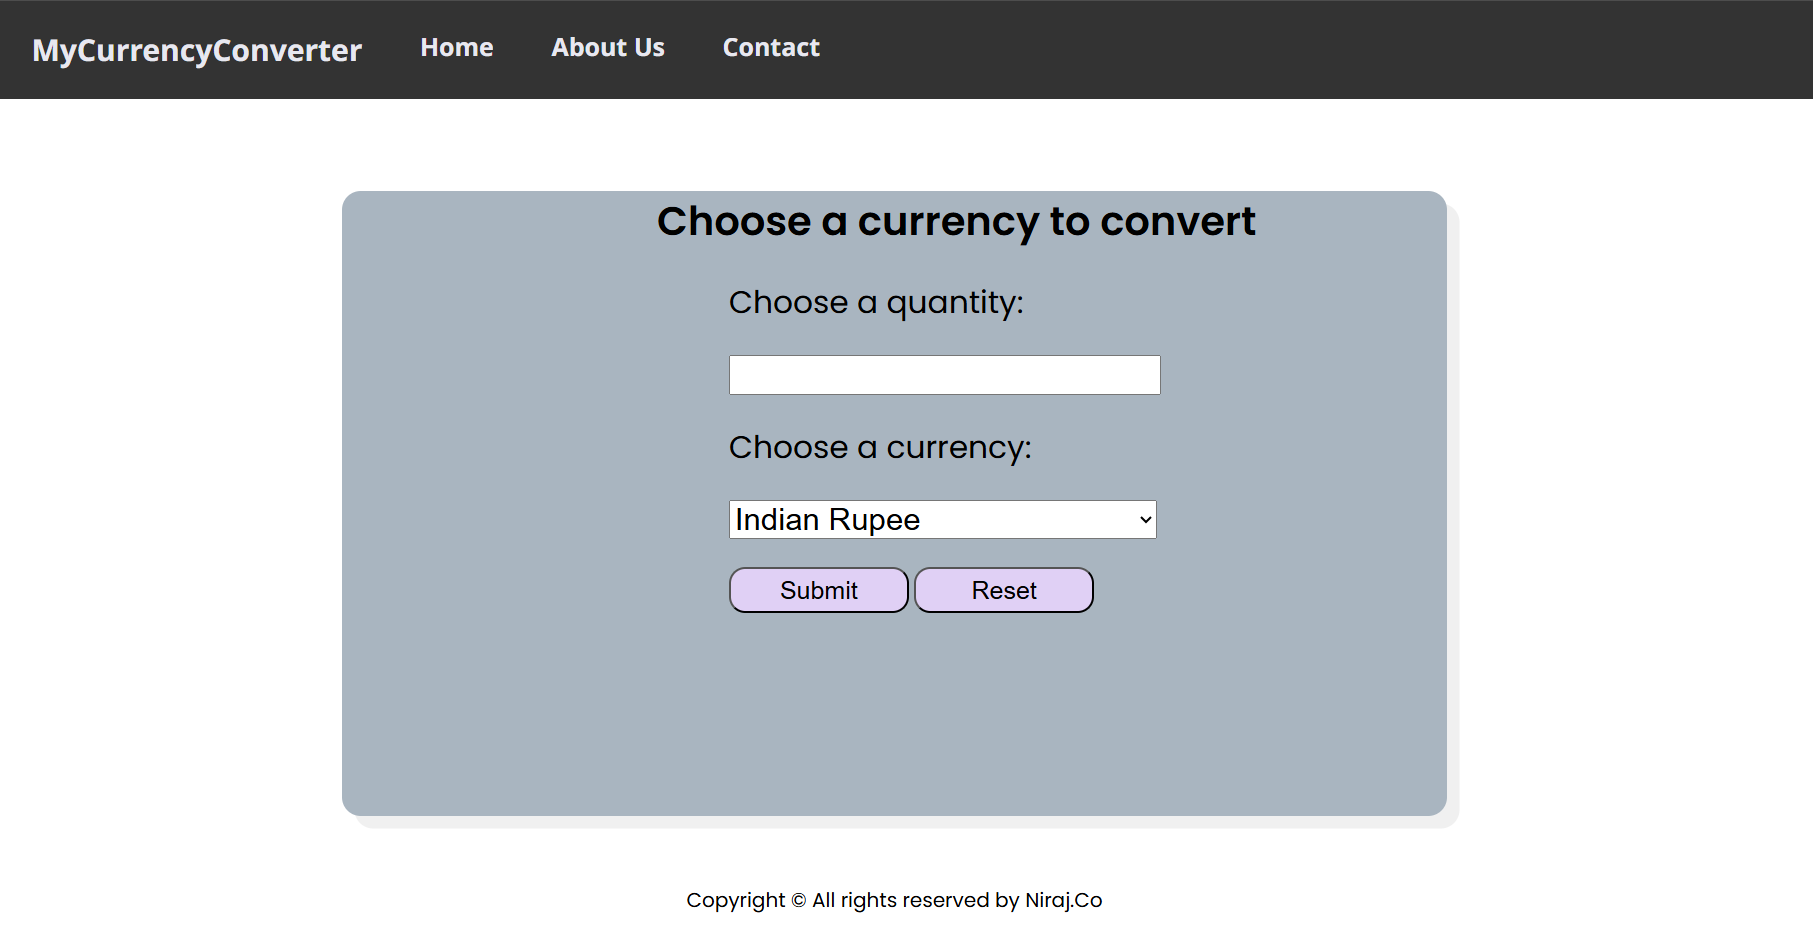 MyCurrencyConverter Home About Us Contact
Choose a currency to convert
Choose a quantity:
Choose a currency:
Indian Rupee
Submit Reset
Copyright © All rights reserved by Niraj.Co